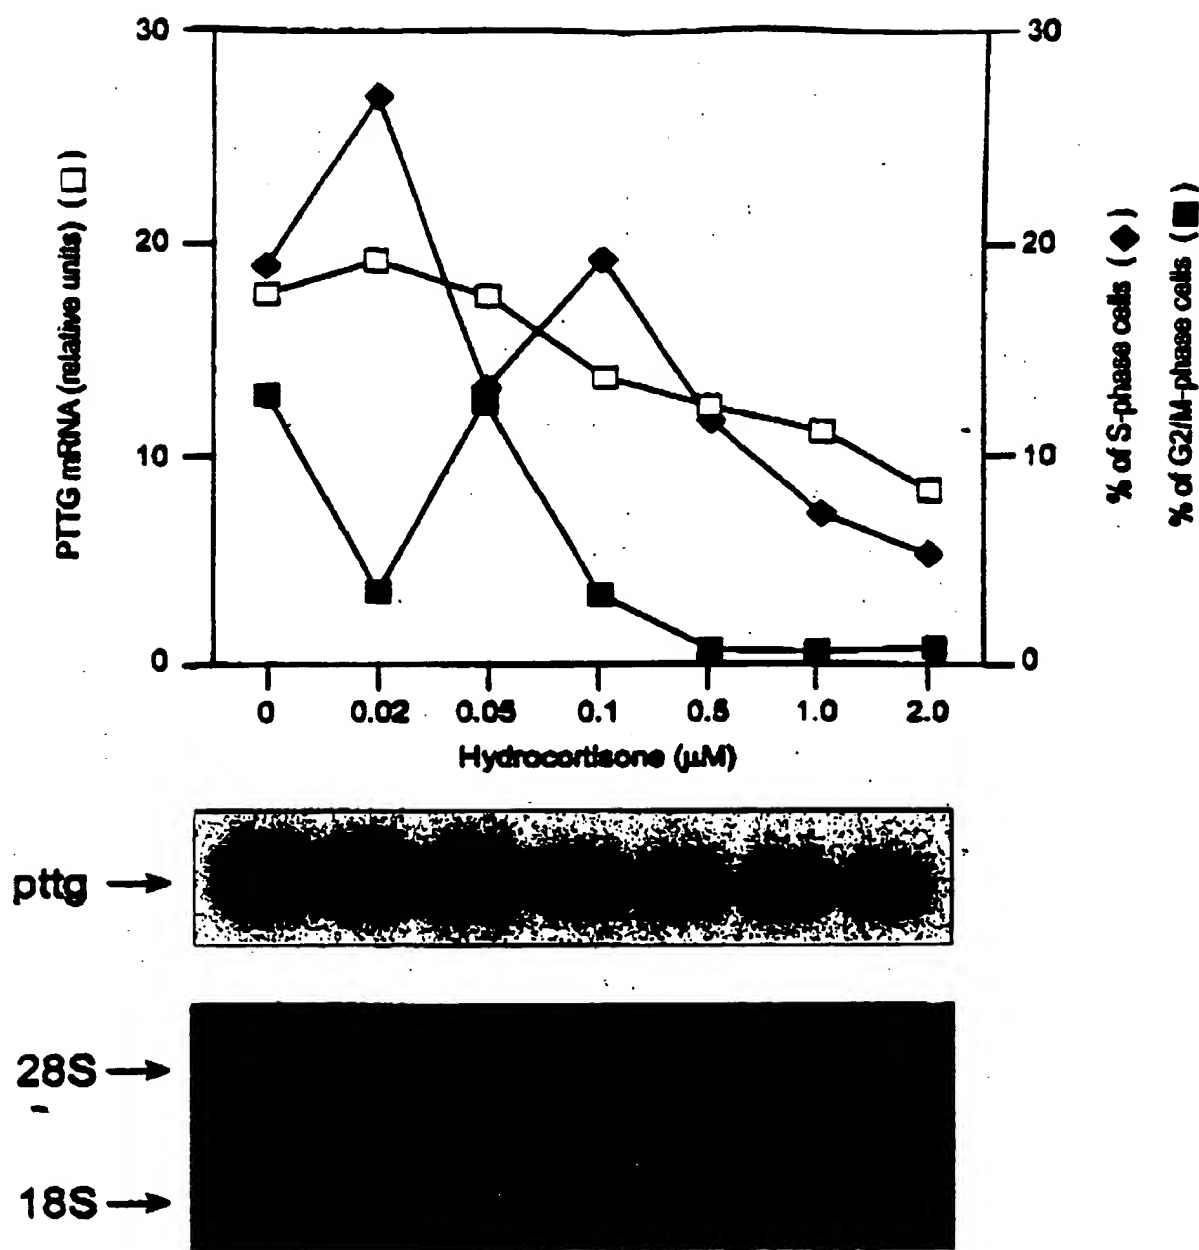 30
20
10
0
PTTG mRNA (relative units) (□)
30
20
10
0
% of S-phase cells (◆)
% of G2/M-phase cells (■)
0 0.02 0.05 0.1 0.5 1.0 2.0
Hydrocortisone (μM)
pttg
28S
18S